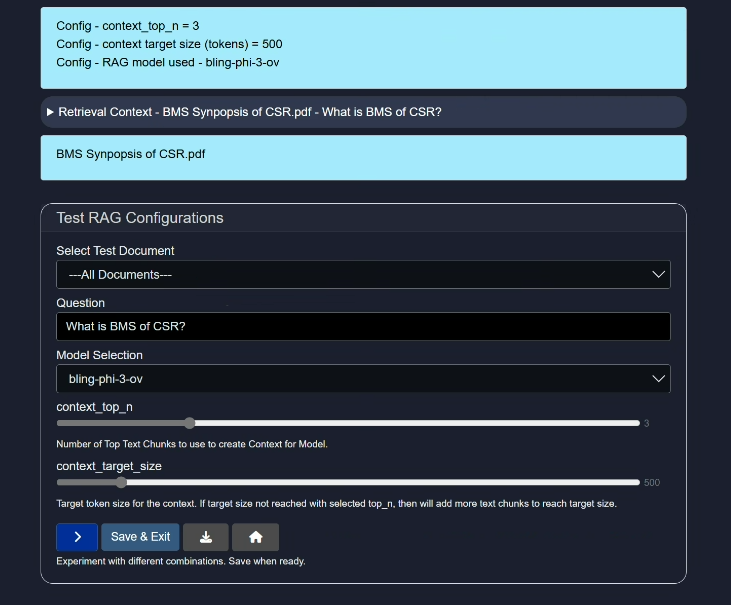 Config - context_top_n = 3
Config - context target size (tokens) = 500
Config - RAG model used - bling-phi-3-ov
Retrieval Context - BMS Synpopsis of CSR.pdf - What is BMS of CSR?
BMS Synpopsis of CSR.pdf
Test RAG Configurations
Select Test Document
---All Documents---
Question
What is BMS of CSR?
Model Selection
bling-phi-3-ov
context_top_n
3
Number of Top Text Chunks to use to create Context for Model.
context_target_size
500
Target token size for the context. If target size not reached with selected top_n, then will add more text chunks to reach target size.
Save & Exit
Experiment with different combinations. Save when ready.